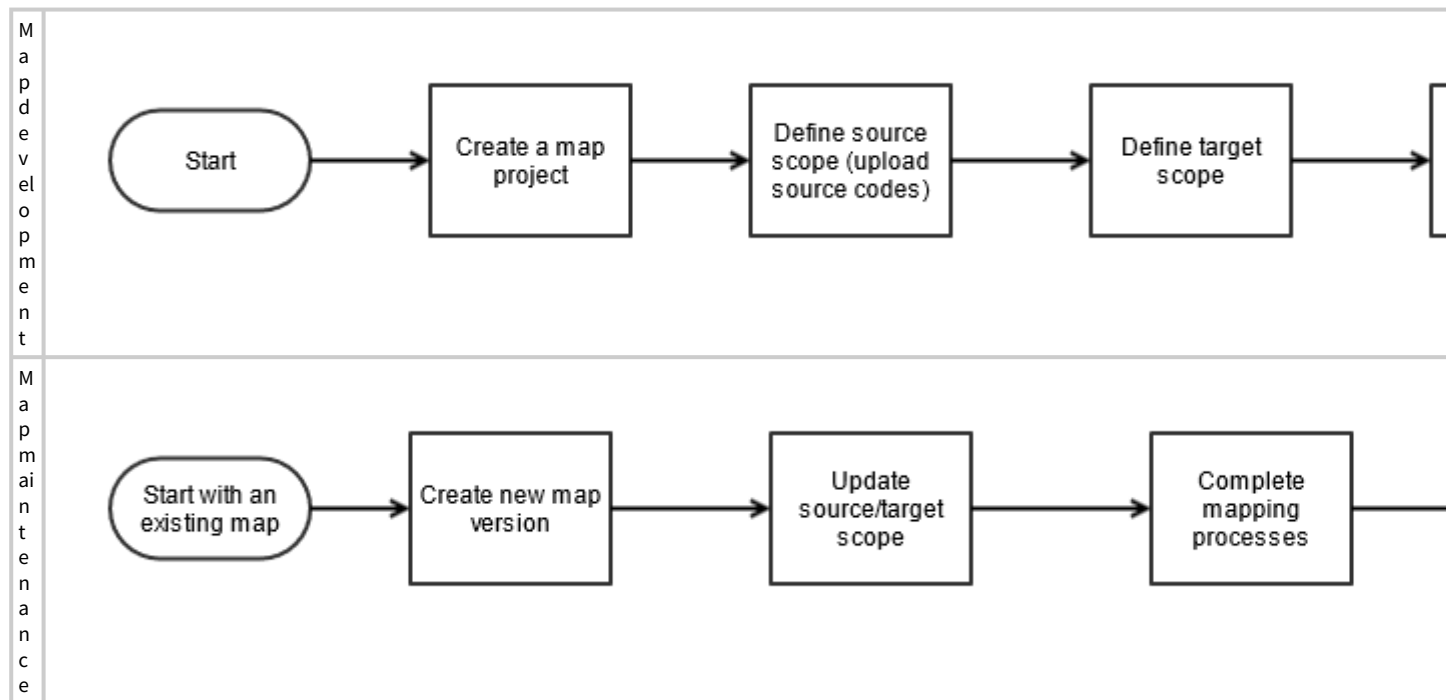 M
a
p
d
e
v
el
o
p
m
e
n
t
Start
Create a map
project
Define source
scope (upload
source codes)
Define target
scope
M
a
p
m
ai
n
t
e
n
a
n
c
e
Start with an
existing map
Create new map
version
Update
source/target
scope
Complete
mapping
processes